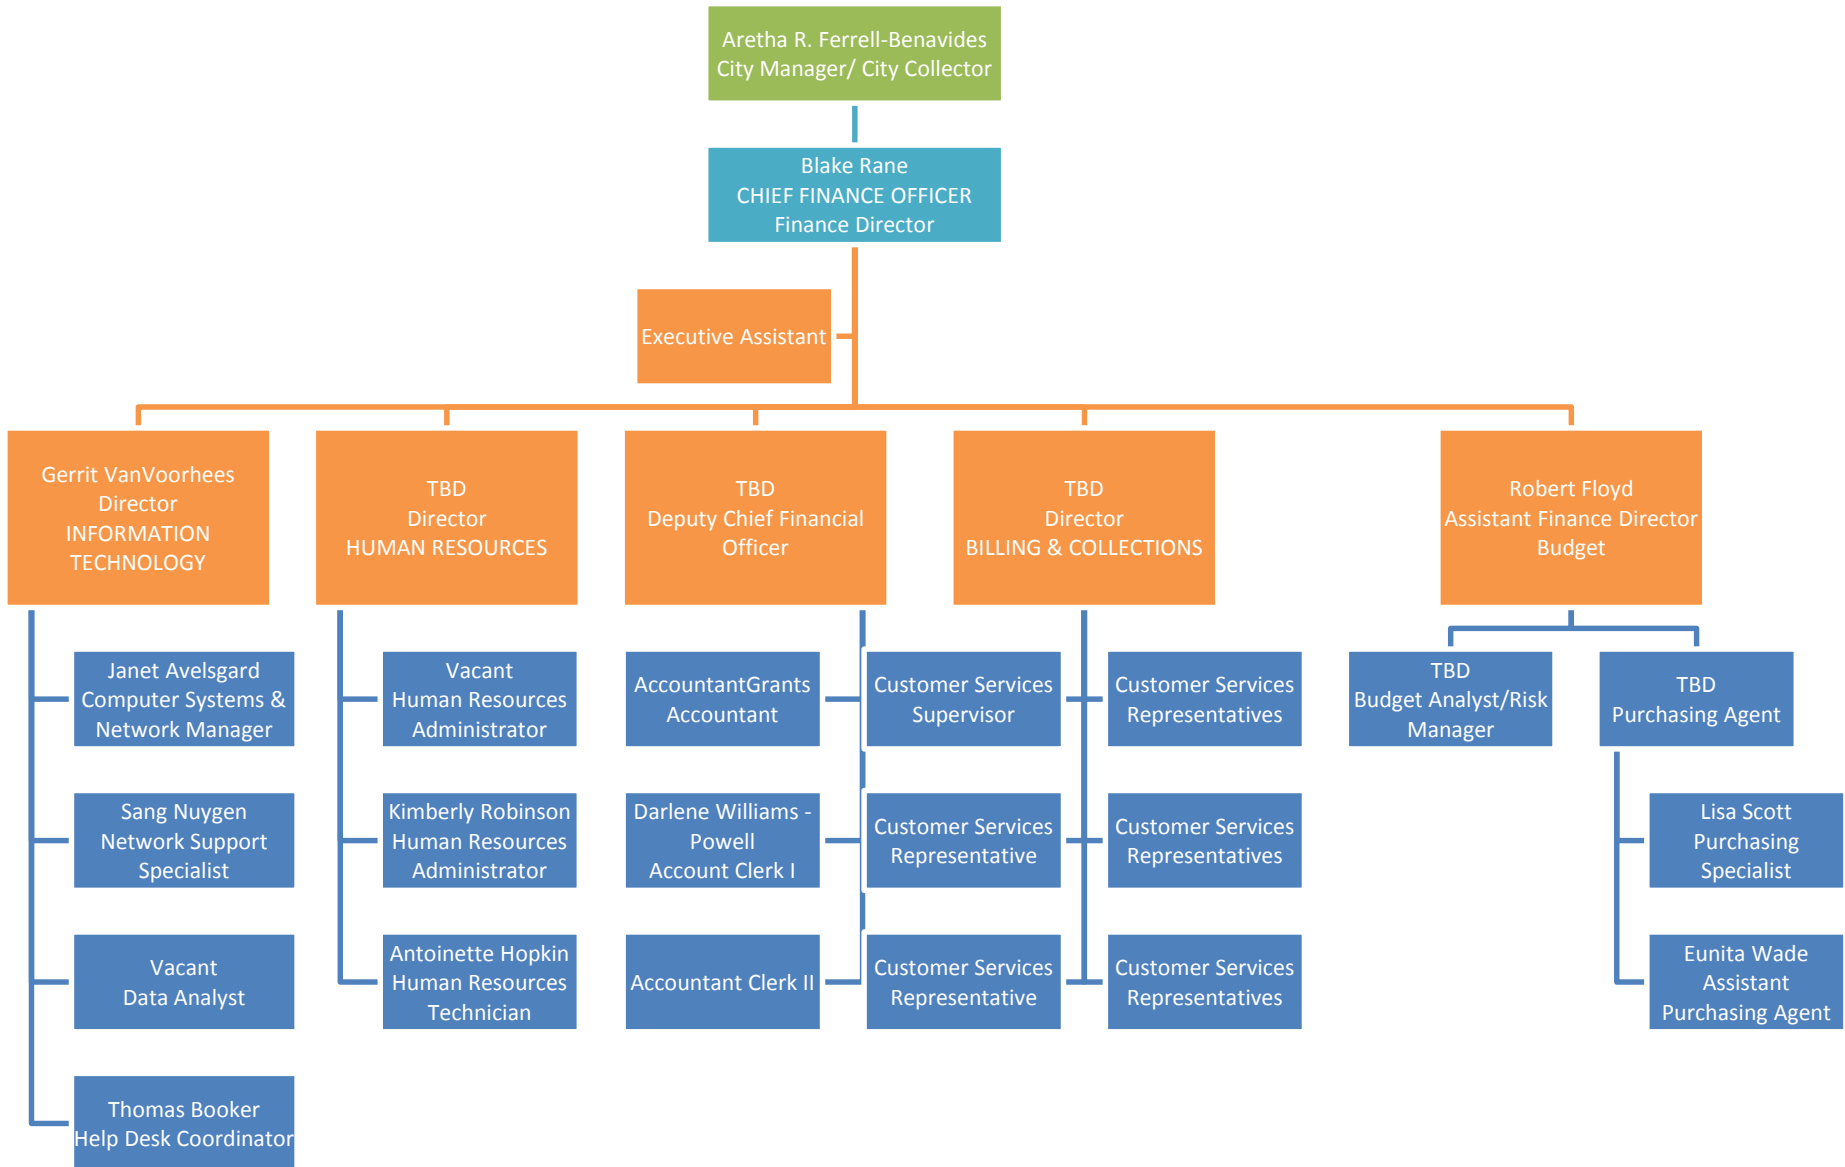 Aretha R. Ferrell-Benavides
City Manager/ City Collector
Blake Rane
CHIEF FINANCE OFFICER
Finance Director
Executive Assistant
Gerrit VanVoorhees
Director
INFORMATION
TECHNOLOGY
TBD
Director
HUMAN RESOURCES
TBD
Deputy Chief Financial
Officer
TBD
Director
BILLING & COLLECTIONS
Robert Floyd
Assistant Finance Director
Budget
Janet Avelsgard
Computer Systems &
Network Manager
Sang Nuygen
Network Support
Specialist
Vacant
Data Analyst
Thomas Booker
Help Desk Coordinator
Vacant
Human Resources
Administrator
Kimberly Robinson
Human Resources
Administrator
Antoinette Hopkin
Human Resources
Technician
AccountantGrants
Accountant
Darlene Williams -
Powell
Account Clerk I
Accountant Clerk II
Customer Services
Supervisor
Customer Services
Representatives
Customer Services
Representative
Customer Services
Representatives
Customer Services
Representative
Customer Services
Representatives
TBD
Budget Analyst/Risk
Manager
TBD
Purchasing Agent
Lisa Scott
Purchasing
Specialist
Eunita Wade
Assistant
Purchasing Agent